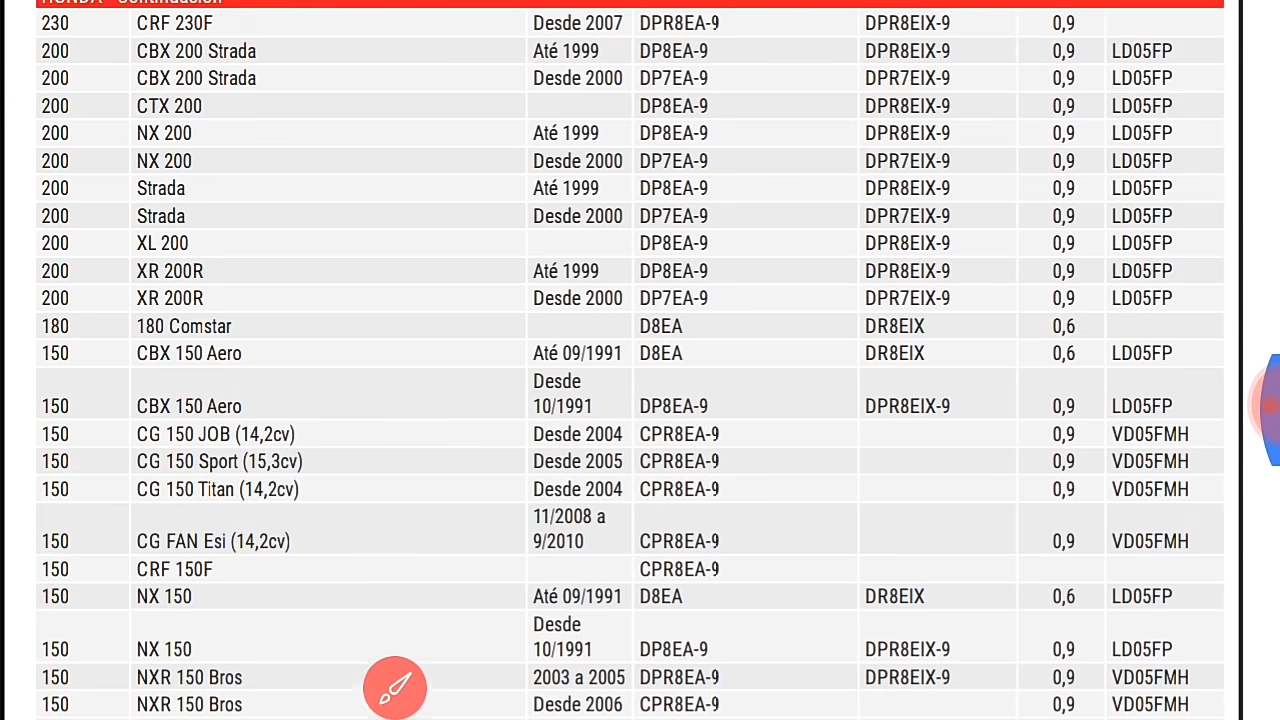 HONDA - Continuación
230 CRF 230F Desde 2007 DPR8EA-9 DPR8EIX-9 0,9
200 CBX 200 Strada Até 1999 DP8EA-9 DPR8EIX-9 0,9 LD05FP
200 CBX 200 Strada Desde 2000 DP7EA-9 DPR7EIX-9 0,9 LD05FP
200 CTX 200 DP8EA-9 DPR8EIX-9 0,9 LD05FP
200 NX 200 Até 1999 DP8EA-9 DPR8EIX-9 0,9 LD05FP
200 NX 200 Desde 2000 DP7EA-9 DPR7EIX-9 0,9 LD05FP
200 Strada Até 1999 DP8EA-9 DPR8EIX-9 0,9 LD05FP
200 Strada Desde 2000 DP7EA-9 DPR7EIX-9 0,9 LD05FP
200 XL 200 DP8EA-9 DPR8EIX-9 0,9 LD05FP
200 XR 200R Até 1999 DP8EA-9 DPR8EIX-9 0,9 LD05FP
200 XR 200R Desde 2000 DP7EA-9 DPR7EIX-9 0,9 LD05FP
180 180 Comstar D8EA DR8EIX 0,6
150 CBX 150 Aero Até 09/1991 D8EA DR8EIX 0,6 LD05FP
Desde
150 CBX 150 Aero 10/1991 DP8EA-9 DPR8EIX-9 0,9 LD05FP
150 CG 150 JOB (14,2cv) Desde 2004 CPR8EA-9 0,9 VD05FMH
150 CG 150 Sport (15,3cv) Desde 2005 CPR8EA-9 0,9 VD05FMH
150 CG 150 Titan (14,2cv) Desde 2004 CPR8EA-9 0,9 VD05FMH
11/2008 a
150 CG FAN Esi (14,2cv) 9/2010 CPR8EA-9 0,9 VD05FMH
150 CRF 150F CPR8EA-9
150 NX 150 Até 09/1991 D8EA DR8EIX 0,6 LD05FP
Desde
150 NX 150 10/1991 DP8EA-9 DPR8EIX-9 0,9 LD05FP
150 NXR 150 Bros 2003 a 2005 DPR8EA-9 DPR8EIX-9 0,9 VD05FMH
150 NXR 150 Bros Desde 2006 CPR8EA-9 0,9 VD05FMH